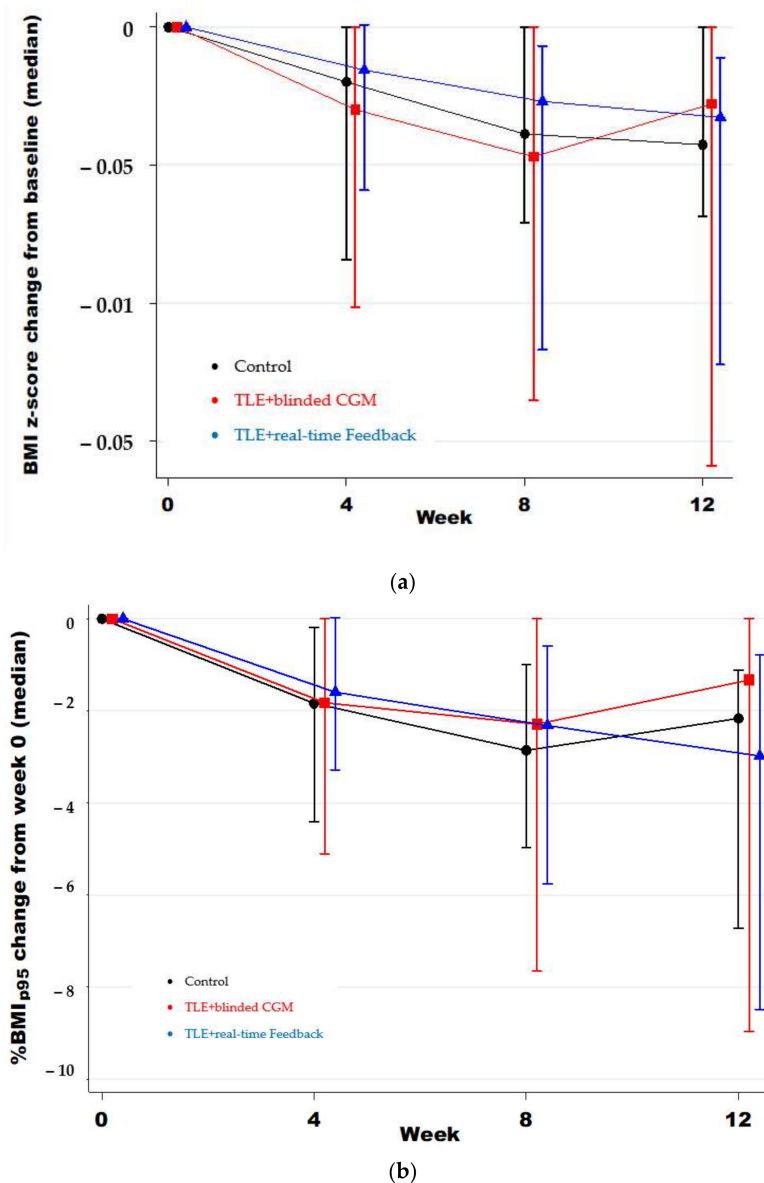 BMI z-score change from baseline (median)
0
− 0.05
− 0.01
− 0.05
Control
TLE+blinded CGM
TLE+real-time Feedback
0 4 8 12
Week
(a)
%BMIp95 change from week 0 (median)
0
− 2
− 4
− 6
− 8
− 10
Control
TLE+blinded CGM
TLE+real-time Feedback
0 4 8 12
Week
(b)